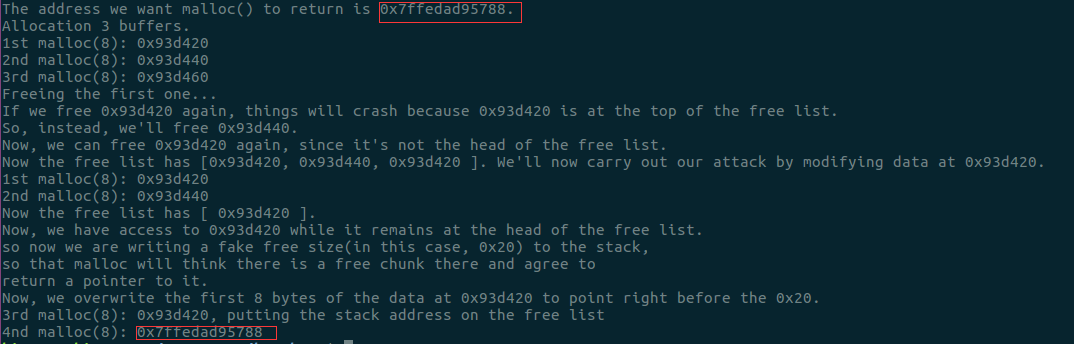 The address we want malloc() to return is 0x7ffedad95788.
Allocation 3 buffers.
1st malloc(8): 0x93d420
2nd malloc(8): 0x93d440
3rd malloc(8): 0x93d460
Freeing the first one...
If we free 0x93d420 again, things will crash because 0x93d420 is at the top of the free list.
So, instead, we'll free 0x93d440.
Now, we can free 0x93d420 again, since it's not the head of the free list.
Now the free list has [0x93d420, 0x93d440, 0x93d420 ]. We'll now carry out our attack by modifying data at 0x93d420.
1st malloc(8): 0x93d420
2nd malloc(8): 0x93d440
Now the free list has [ 0x93d420 ].
Now, we have access to 0x93d420 while it remains at the head of the free list.
so now we are writing a fake free size(in this case, 0x20) to the stack,
so that malloc will think there is a free chunk there and agree to
return a pointer to it.
Now, we overwrite the first 8 bytes of the data at 0x93d420 to point right before the 0x20.
3rd malloc(8): 0x93d420, putting the stack address on the free list
4nd malloc(8): 0x7ffedad95788